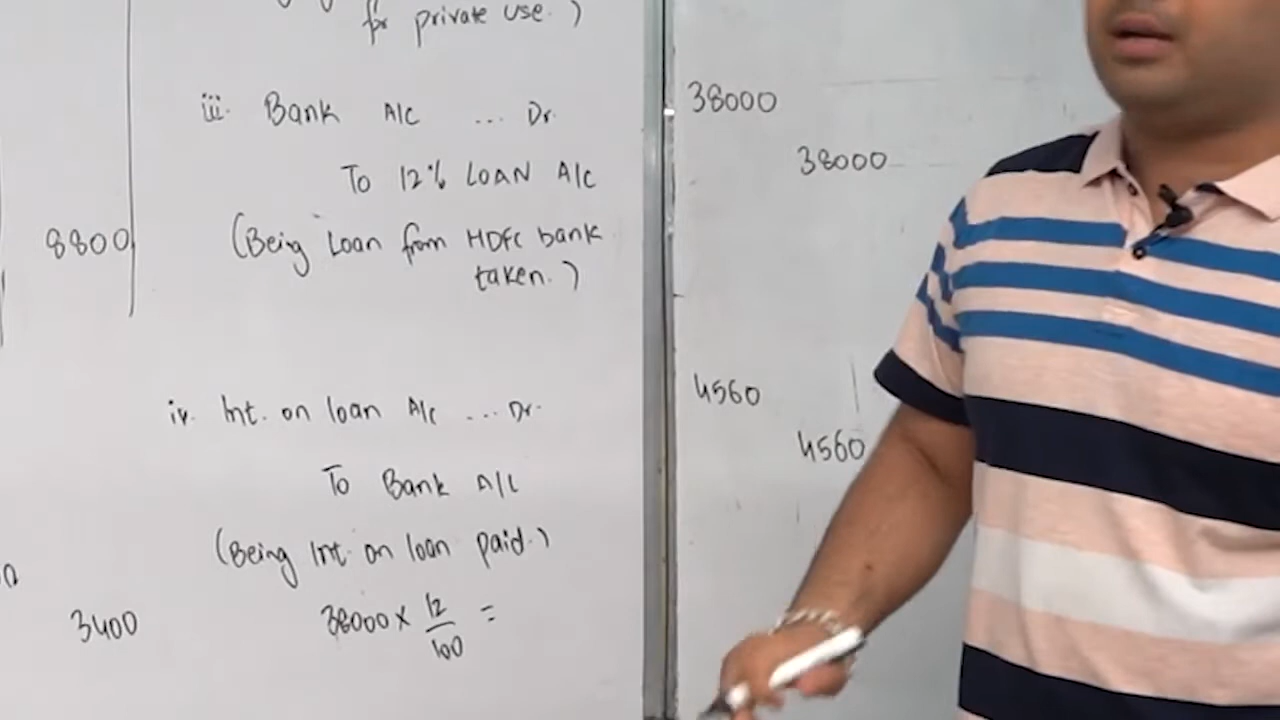 for private use.)
iii. Bank A/c ... Dr. 38000
To 12% LOAN A/c 38000
8800 (Being Loan from HDFC bank
taken.)
iv. Int. on loan A/c ... Dr. 4560
To Bank A/c 4560
(Being Int. on loan paid.)
3400 38000 × 12/100 =